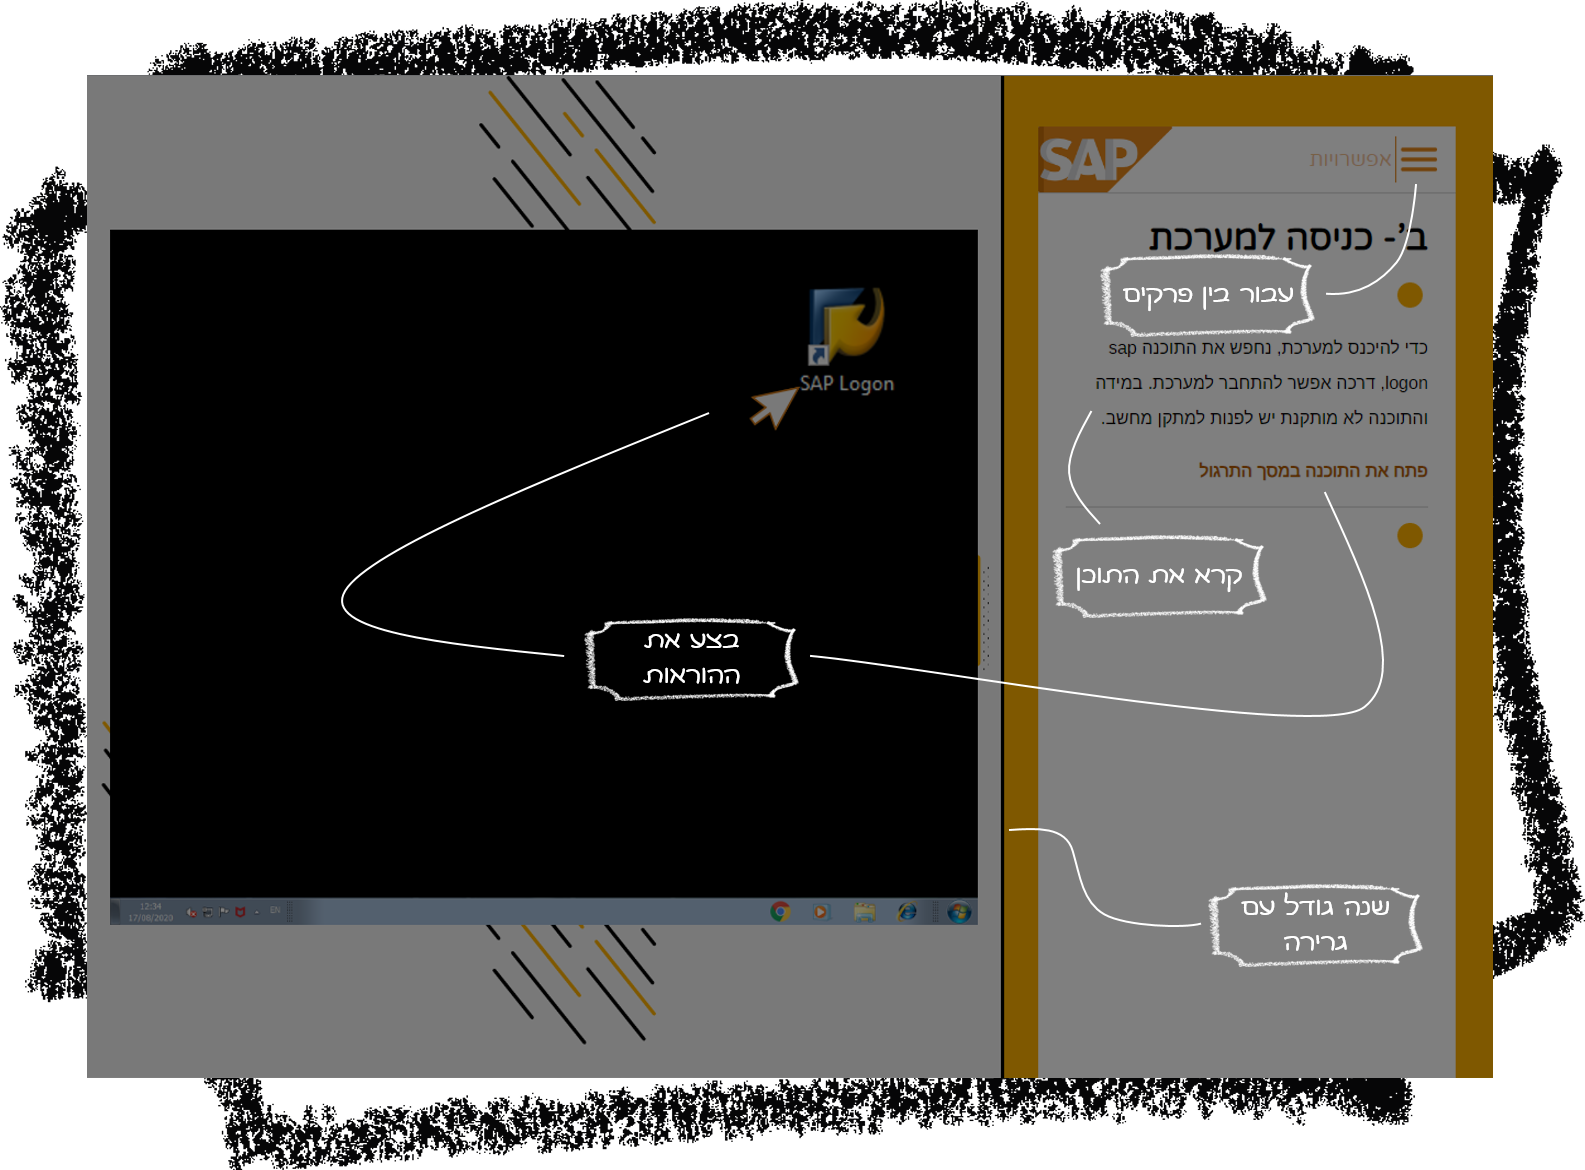 SAP
אפשרויות
ב'- כניסה למערכת
עבור בין פרקים
כדי להיכנס למערכת, נחפש את התוכנה sap
logon, דרכה אפשר להתחבר למערכת. במידה
והתוכנה לא מותקנת יש לפנות למתקן מחשב.
פתח את התוכנה במסך התרגול
קרא את התוכן
SAP Logon
בצע את
ההוראות
שנה גודל עם
גרירה
12:34
17/08/2020
EN